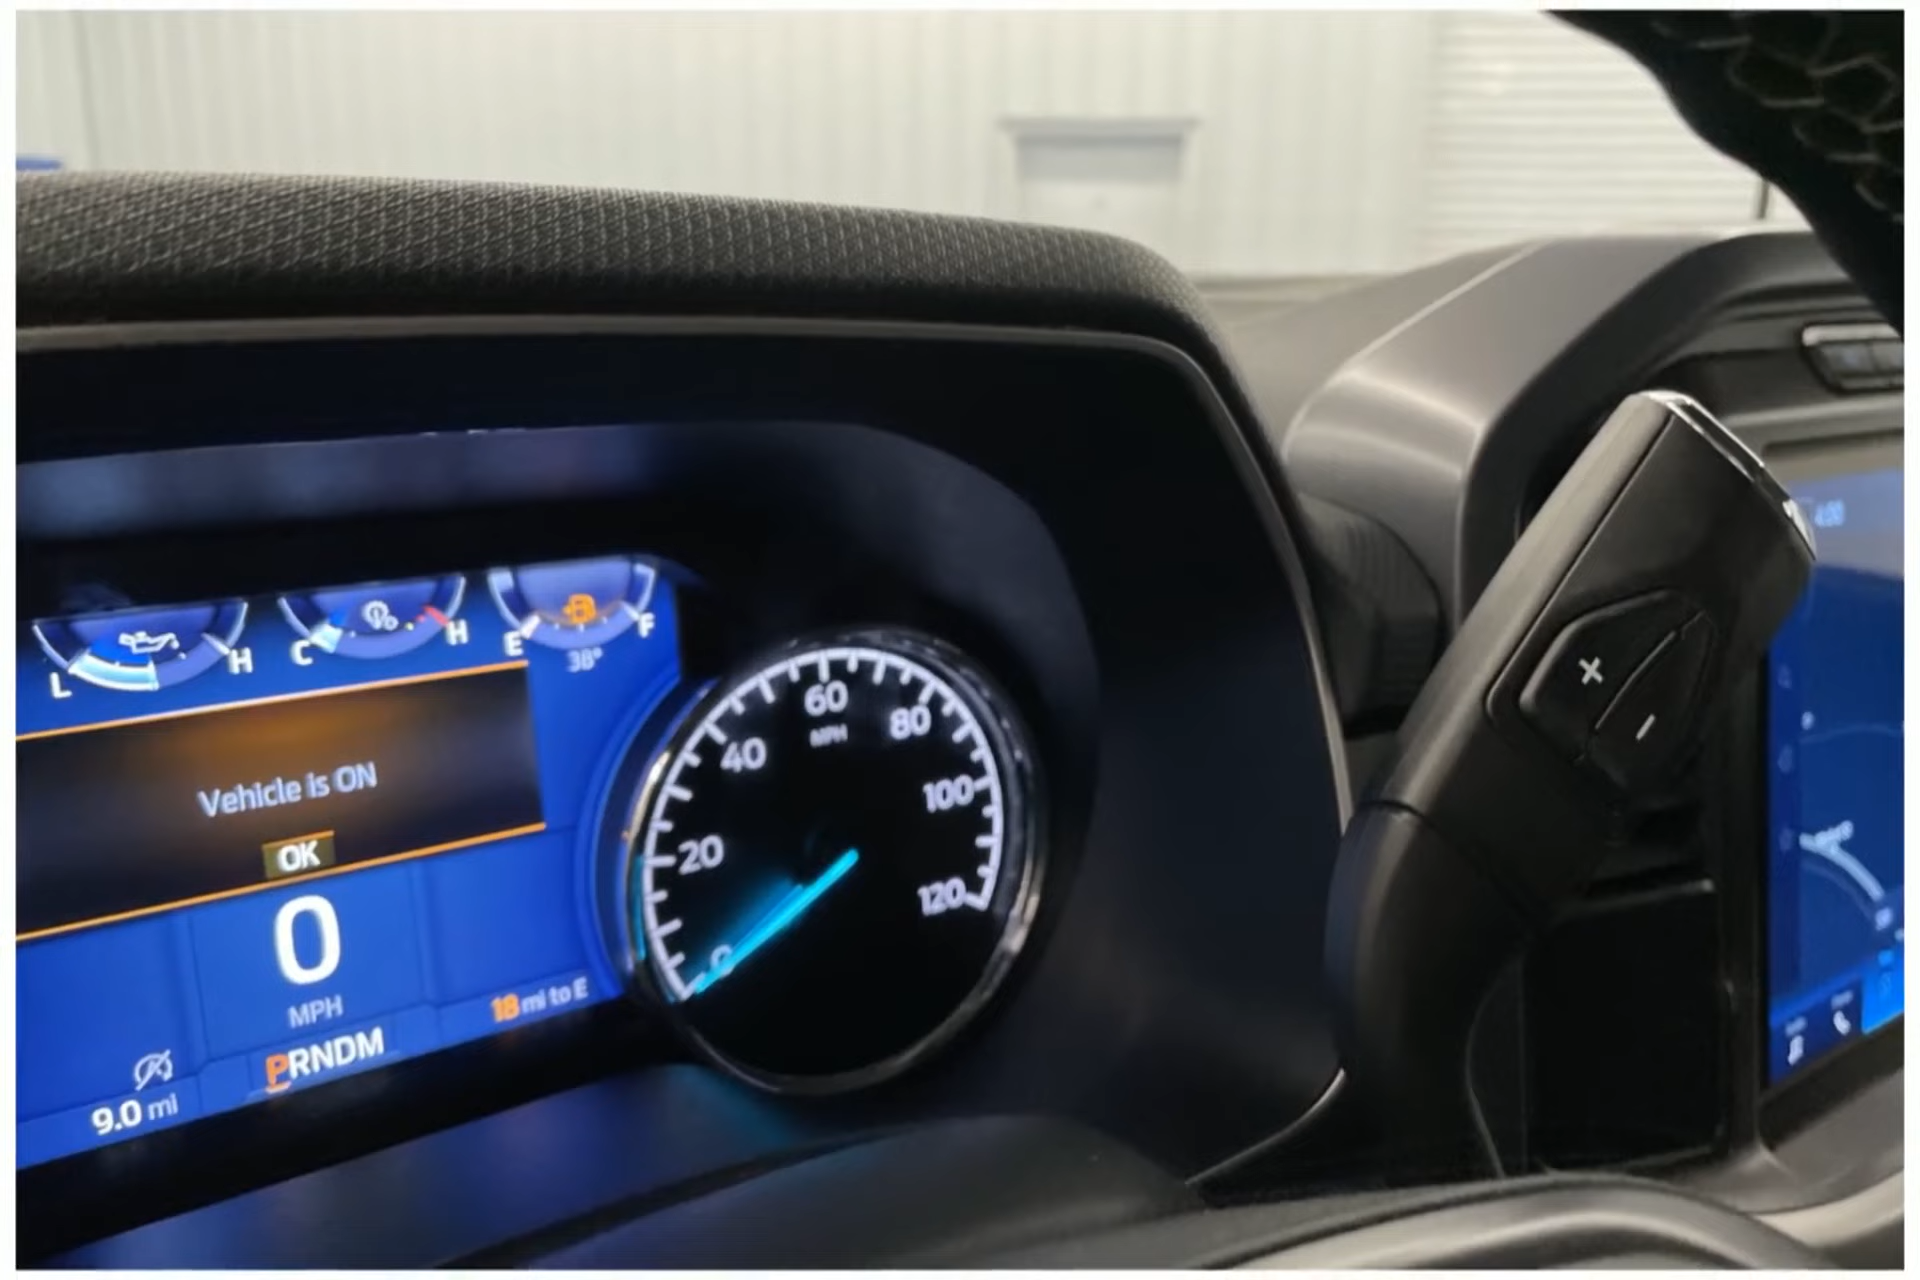 L H
C H
E F
38°
Vehicle is ON
OK
0
MPH
PRNDM
18 mi to E
9.0 mi
0
20
40
60
MPH
80
100
120
+
-